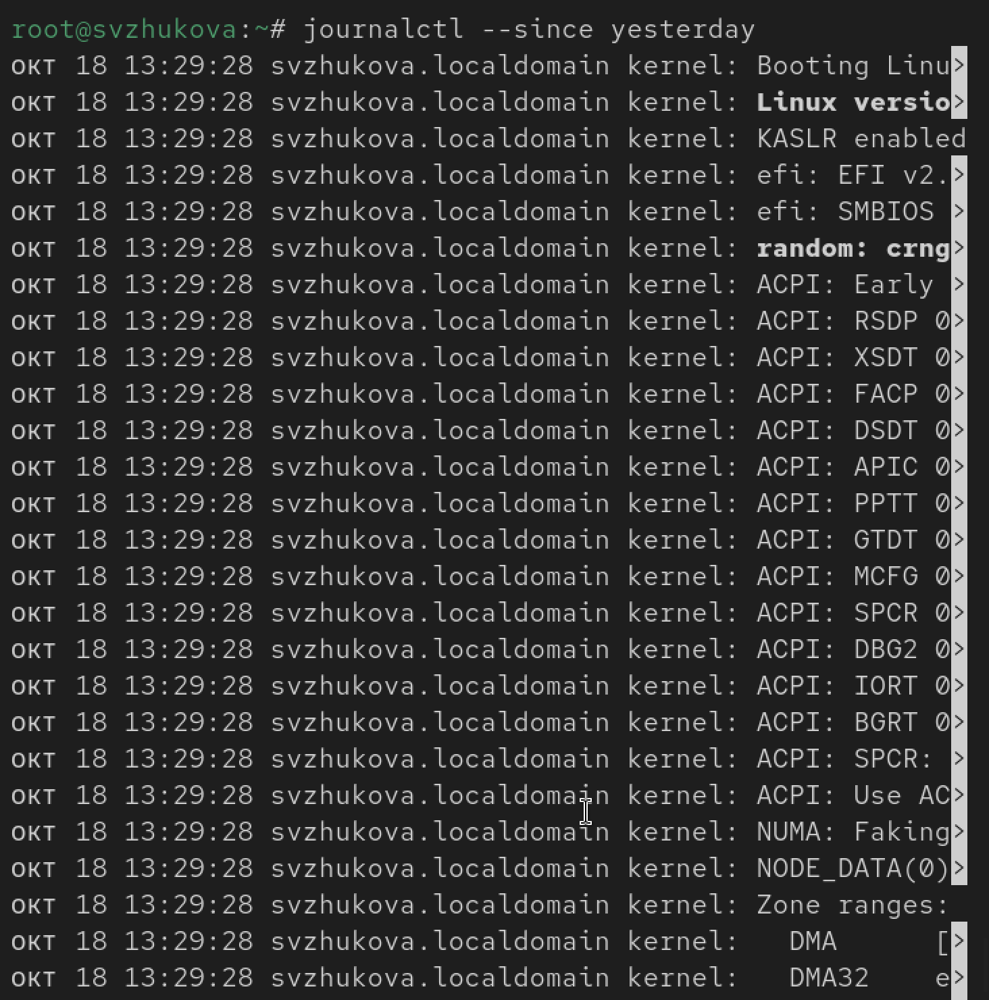 root@svzhukova:~# journalctl --since yesterday
окт 18 13:29:28 svzhukova.localdomain kernel: Booting Linu>
окт 18 13:29:28 svzhukova.localdomain kernel: Linux versio>
окт 18 13:29:28 svzhukova.localdomain kernel: KASLR enabled
окт 18 13:29:28 svzhukova.localdomain kernel: efi: EFI v2.>
окт 18 13:29:28 svzhukova.localdomain kernel: efi: SMBIOS >
окт 18 13:29:28 svzhukova.localdomain kernel: random: crng>
окт 18 13:29:28 svzhukova.localdomain kernel: ACPI: Early >
окт 18 13:29:28 svzhukova.localdomain kernel: ACPI: RSDP 0>
окт 18 13:29:28 svzhukova.localdomain kernel: ACPI: XSDT 0>
окт 18 13:29:28 svzhukova.localdomain kernel: ACPI: FACP 0>
окт 18 13:29:28 svzhukova.localdomain kernel: ACPI: DSDT 0>
окт 18 13:29:28 svzhukova.localdomain kernel: ACPI: APIC 0>
окт 18 13:29:28 svzhukova.localdomain kernel: ACPI: PPTT 0>
окт 18 13:29:28 svzhukova.localdomain kernel: ACPI: GTDT 0>
окт 18 13:29:28 svzhukova.localdomain kernel: ACPI: MCFG 0>
окт 18 13:29:28 svzhukova.localdomain kernel: ACPI: SPCR 0>
окт 18 13:29:28 svzhukova.localdomain kernel: ACPI: DBG2 0>
окт 18 13:29:28 svzhukova.localdomain kernel: ACPI: IORT 0>
окт 18 13:29:28 svzhukova.localdomain kernel: ACPI: BGRT 0>
окт 18 13:29:28 svzhukova.localdomain kernel: ACPI: SPCR: >
окт 18 13:29:28 svzhukova.localdomain kernel: ACPI: Use AC>
окт 18 13:29:28 svzhukova.localdomain kernel: NUMA: Faking>
окт 18 13:29:28 svzhukova.localdomain kernel: NODE_DATA(0)>
окт 18 13:29:28 svzhukova.localdomain kernel: Zone ranges:
окт 18 13:29:28 svzhukova.localdomain kernel:   DMA      [>
окт 18 13:29:28 svzhukova.localdomain kernel:   DMA32    e>